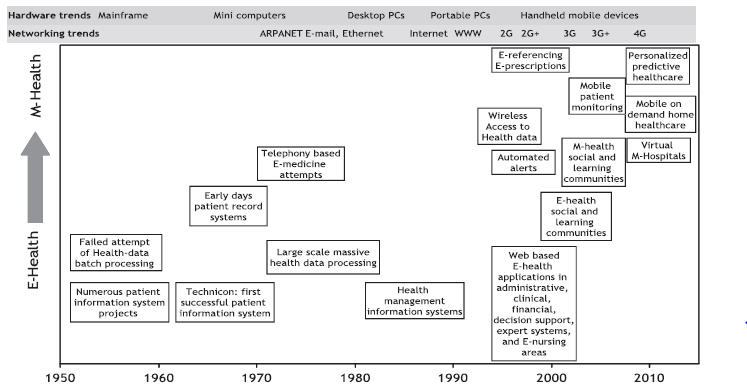 Hardware trends Mainframe Mini computers Desktop PCs Portable PCs Handheld mobile devices
Networking trends ARPANET E-mail, Ethernet Internet WWW 2G 2G+ 3G 3G+ 4G
M-Health
E-Health
E-referencing
E-prescriptions
Personalized
predictive
healthcare
Mobile
patient
monitoring
Mobile on
demand home
healthcare
Wireless
Access to
Health data
Telephony based
E-medicine
attempts
Automated
alerts
M-health
social and
learning
communities
Virtual
M-Hospitals
Early days
patient record
systems
E-health
social and
learning
communities
Failed attempt
of Health-data
batch processing
Large scale massive
health data processing
Numerous patient
information system
projects
Technicon: first
successful patient
information system
Health
management
information systems
Web based
E-health
applications in
administrative,
clinical,
financial,
decision support,
expert systems,
and E-nursing
areas
1950 1960 1970 1980 1990 2000 2010